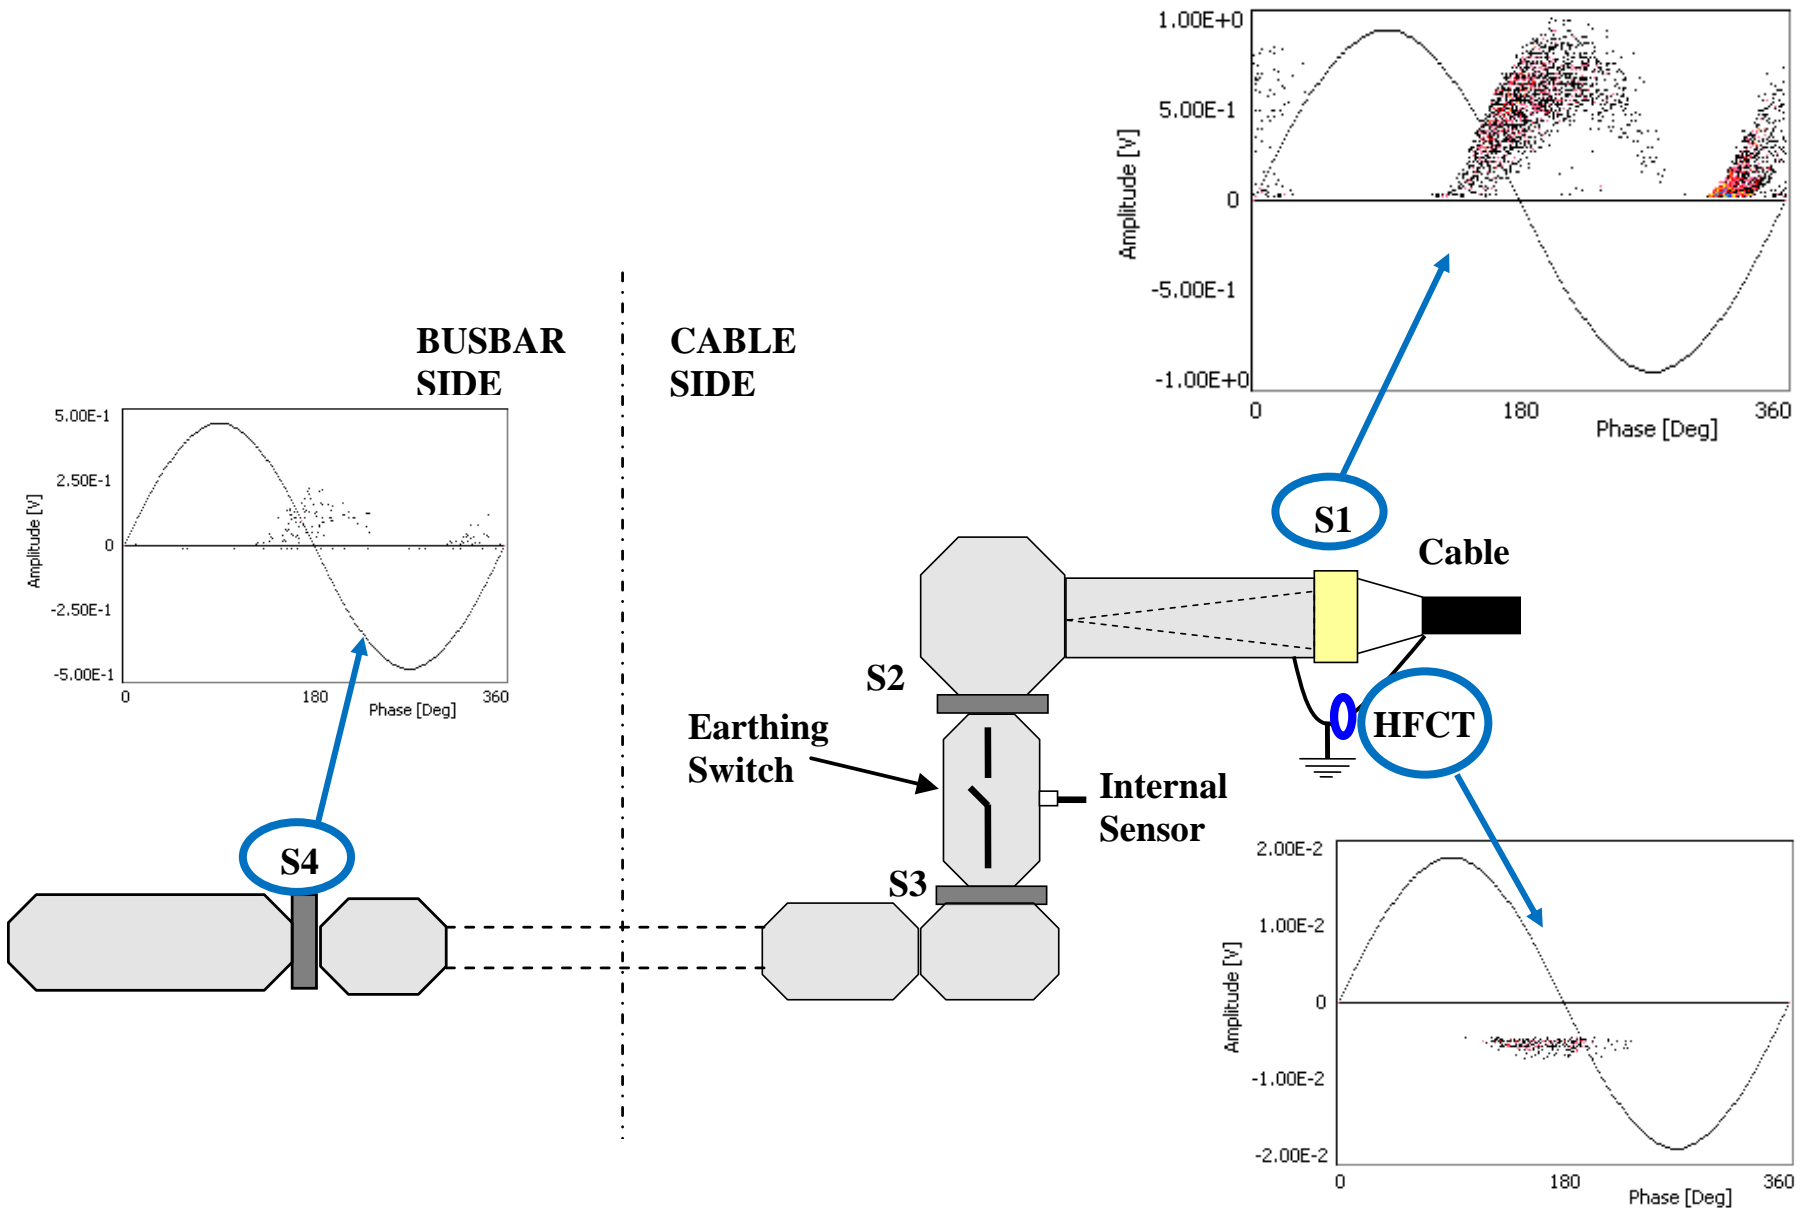 1.00E+0
5.00E-1
0
-5.00E-1
-1.00E+0
Amplitude [V]
0
180
360
Phase [Deg]
BUSBAR
SIDE
CABLE
SIDE
5.00E-1
2.50E-1
0
-2.50E-1
-5.00E-1
Amplitude [V]
0
180
360
Phase [Deg]
S1
Cable
S2
HFCT
Earthing
Switch
Internal
Sensor
S4
S3
2.00E-2
1.00E-2
0
-1.00E-2
-2.00E-2
Amplitude [V]
0
180
360
Phase [Deg]